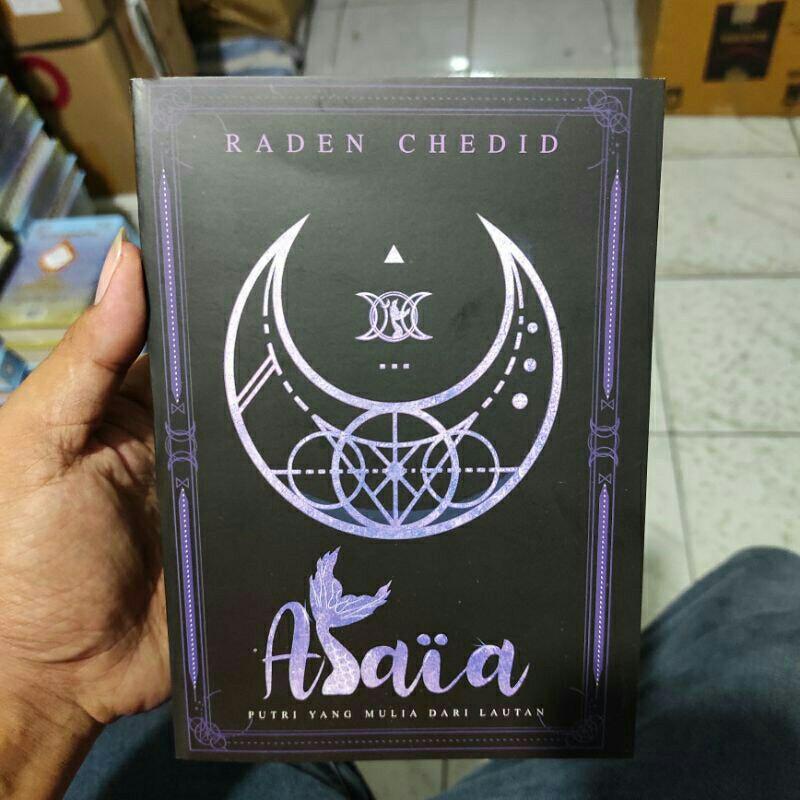 RADEN CHEDID
Asaïa
PUTRI YANG MULIA DARI LAUTAN